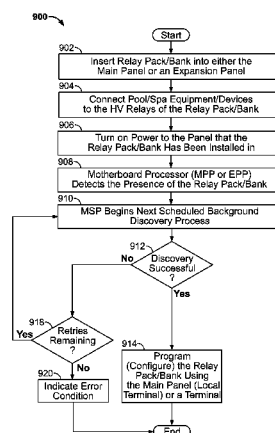 900
Start
902
Insert Relay Pack/Bank into either the
Main Panel or an Expansion Panel
904
Connect Pool/Spa Equipment/Devices
to the HV Relays of the Relay Pack/Bank
906
Turn on Power to the Panel that the
Relay Pack/Bank Has Been Installed in
908
Motherboard Processor (MPP or EPP)
Detects the Presence of the Relay Pack/Bank
910
MSP Begins Next Scheduled Background
Discovery Process
912
No
Discovery
Successful
?
Yes
918
Yes
Retries
Remaining
?
No
914
Program
(Configure) the Relay
Pack/Bank Using
the Main Panel (Local
Terminal) or a Terminal
920
Indicate Error
Condition
End